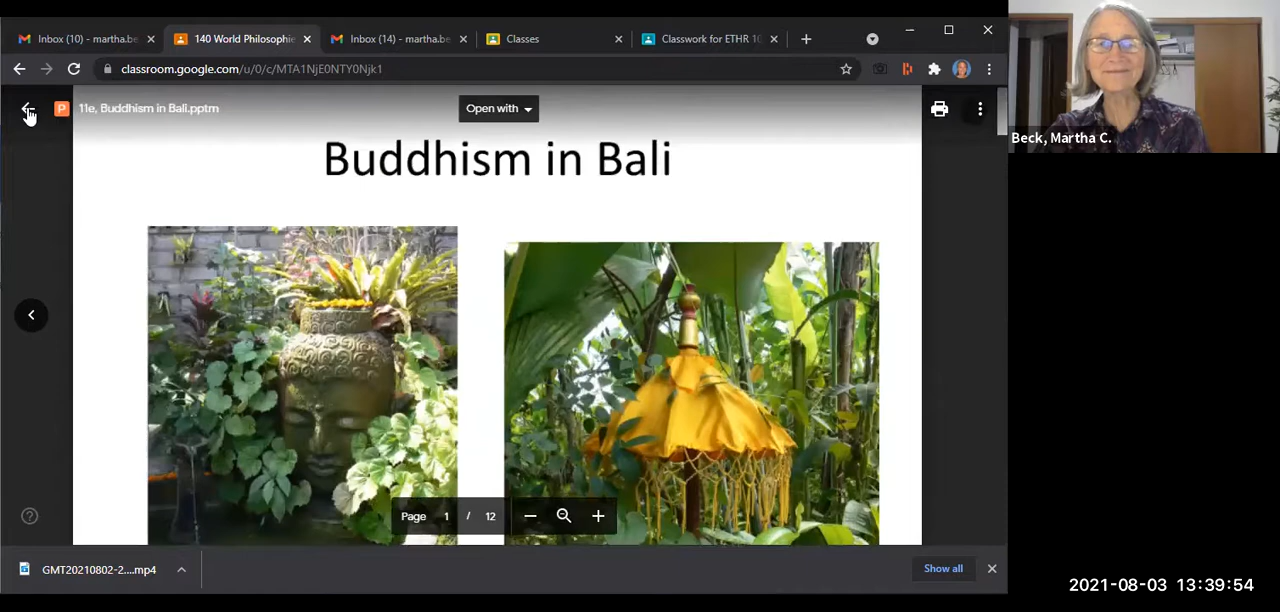 Inbox (10) - martha.be
140 World Philosophie
Inbox (14) - martha.be
Classes
Classwork for ETHR 10
classroom.google.com/u/0/c/MTA1NjE0NTY0Njk1
P
11e, Buddhism in Bali.pptm
Open with
Beck, Martha C.
Buddhism in Bali
Page 1 / 12
GMT20210802-2....mp4
Show all
2021-08-03 13:39:54